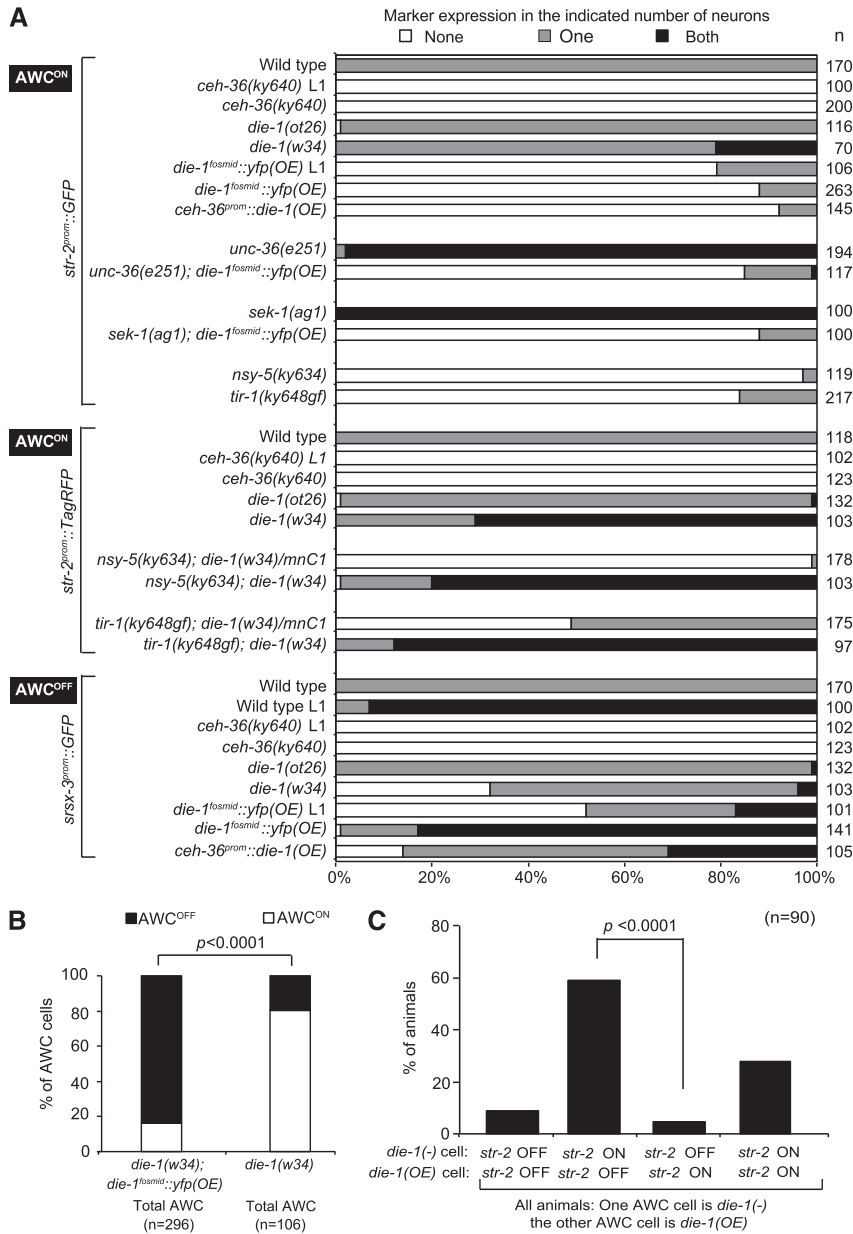 A
Marker expression in the indicated number of neurons
None One Both n
AWCON
str-2prom::GFP
Wild type 170
ceh-36(ky640) L1 100
ceh-36(ky640) 200
die-1(ot26) 116
die-1(w34) 70
die-1fosmid::yfp(OE) L1 106
die-1fosmid::yfp(OE) 263
ceh-36prom::die-1(OE) 145
unc-36(e251) 194
unc-36(e251); die-1fosmid::yfp(OE) 117
sek-1(ag1) 100
sek-1(ag1); die-1fosmid::yfp(OE) 100
nsy-5(ky634) 119
tir-1(ky648gf) 217
AWCON
str-2prom::TagRFP
Wild type 118
ceh-36(ky640) L1 102
ceh-36(ky640) 123
die-1(ot26) 132
die-1(w34) 103
nsy-5(ky634); die-1(w34)/mnC1 178
nsy-5(ky634); die-1(w34) 103
tir-1(ky648gf); die-1(w34)/mnC1 175
tir-1(ky648gf); die-1(w34) 97
AWCOFF
srsx-3prom::GFP
Wild type 170
Wild type L1 100
ceh-36(ky640) L1 102
ceh-36(ky640) 123
die-1(ot26) 132
die-1(w34) 103
die-1fosmid::yfp(OE) L1 101
die-1fosmid::yfp(OE) 141
ceh-36prom::die-1(OE) 105
0% 20% 40% 60% 80% 100%
B
AWCOFF AWCON
p<0.0001
% of AWC cells
100
80
60
40
20
0
die-1(w34);
die-1fosmid::yfp(OE)
die-1(w34)
Total AWC
(n=296)
Total AWC
(n=106)
C
(n=90)
p <0.0001
% of animals
80
60
40
20
0
die-1(-) cell: str-2 OFF str-2 ON str-2 OFF str-2 ON
die-1(OE) cell: str-2 OFF str-2 OFF str-2 ON str-2 ON
All animals: One AWC cell is die-1(-)
the other AWC cell is die-1(OE)